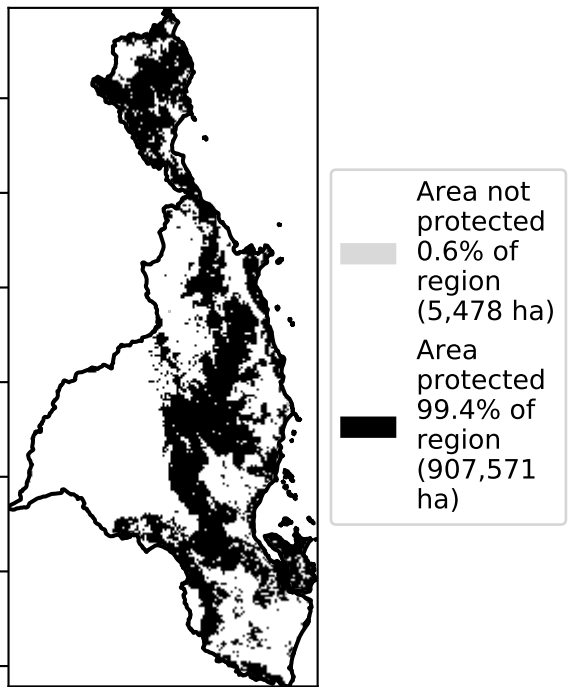 Area not
protected
0.6% of
region
(5,478 ha)
Area
protected
99.4% of
region
(907,571
ha)